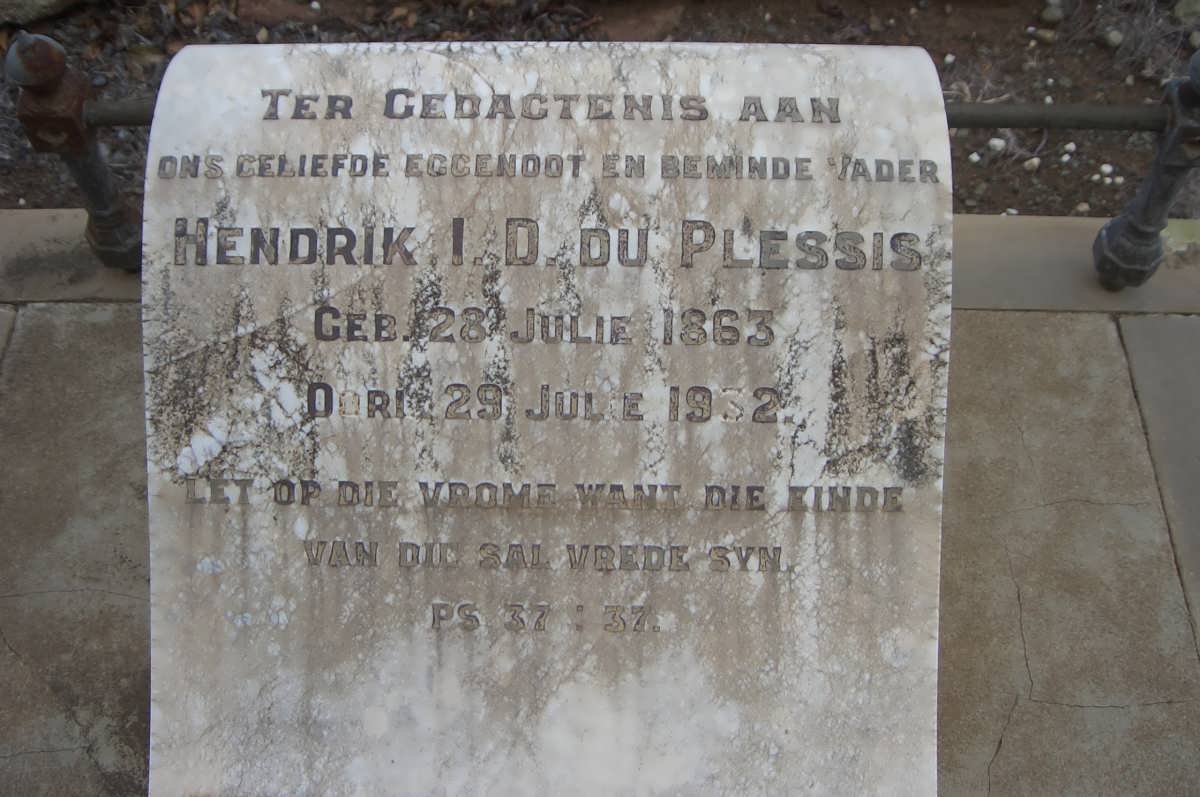 TER GEDACTENIS AAN
ONS GELIEFDE EGGENOOT EN BEMINDE VADER
HENDRIK I. D. DU PLESSIS
GEB. 28 JULIE 1863
OORL. 29 JULIE 1932.
LET OP DIE VROME WANT DIE EINDE
VAN DIE SAL VREDE SYN.
PS 37 : 37.